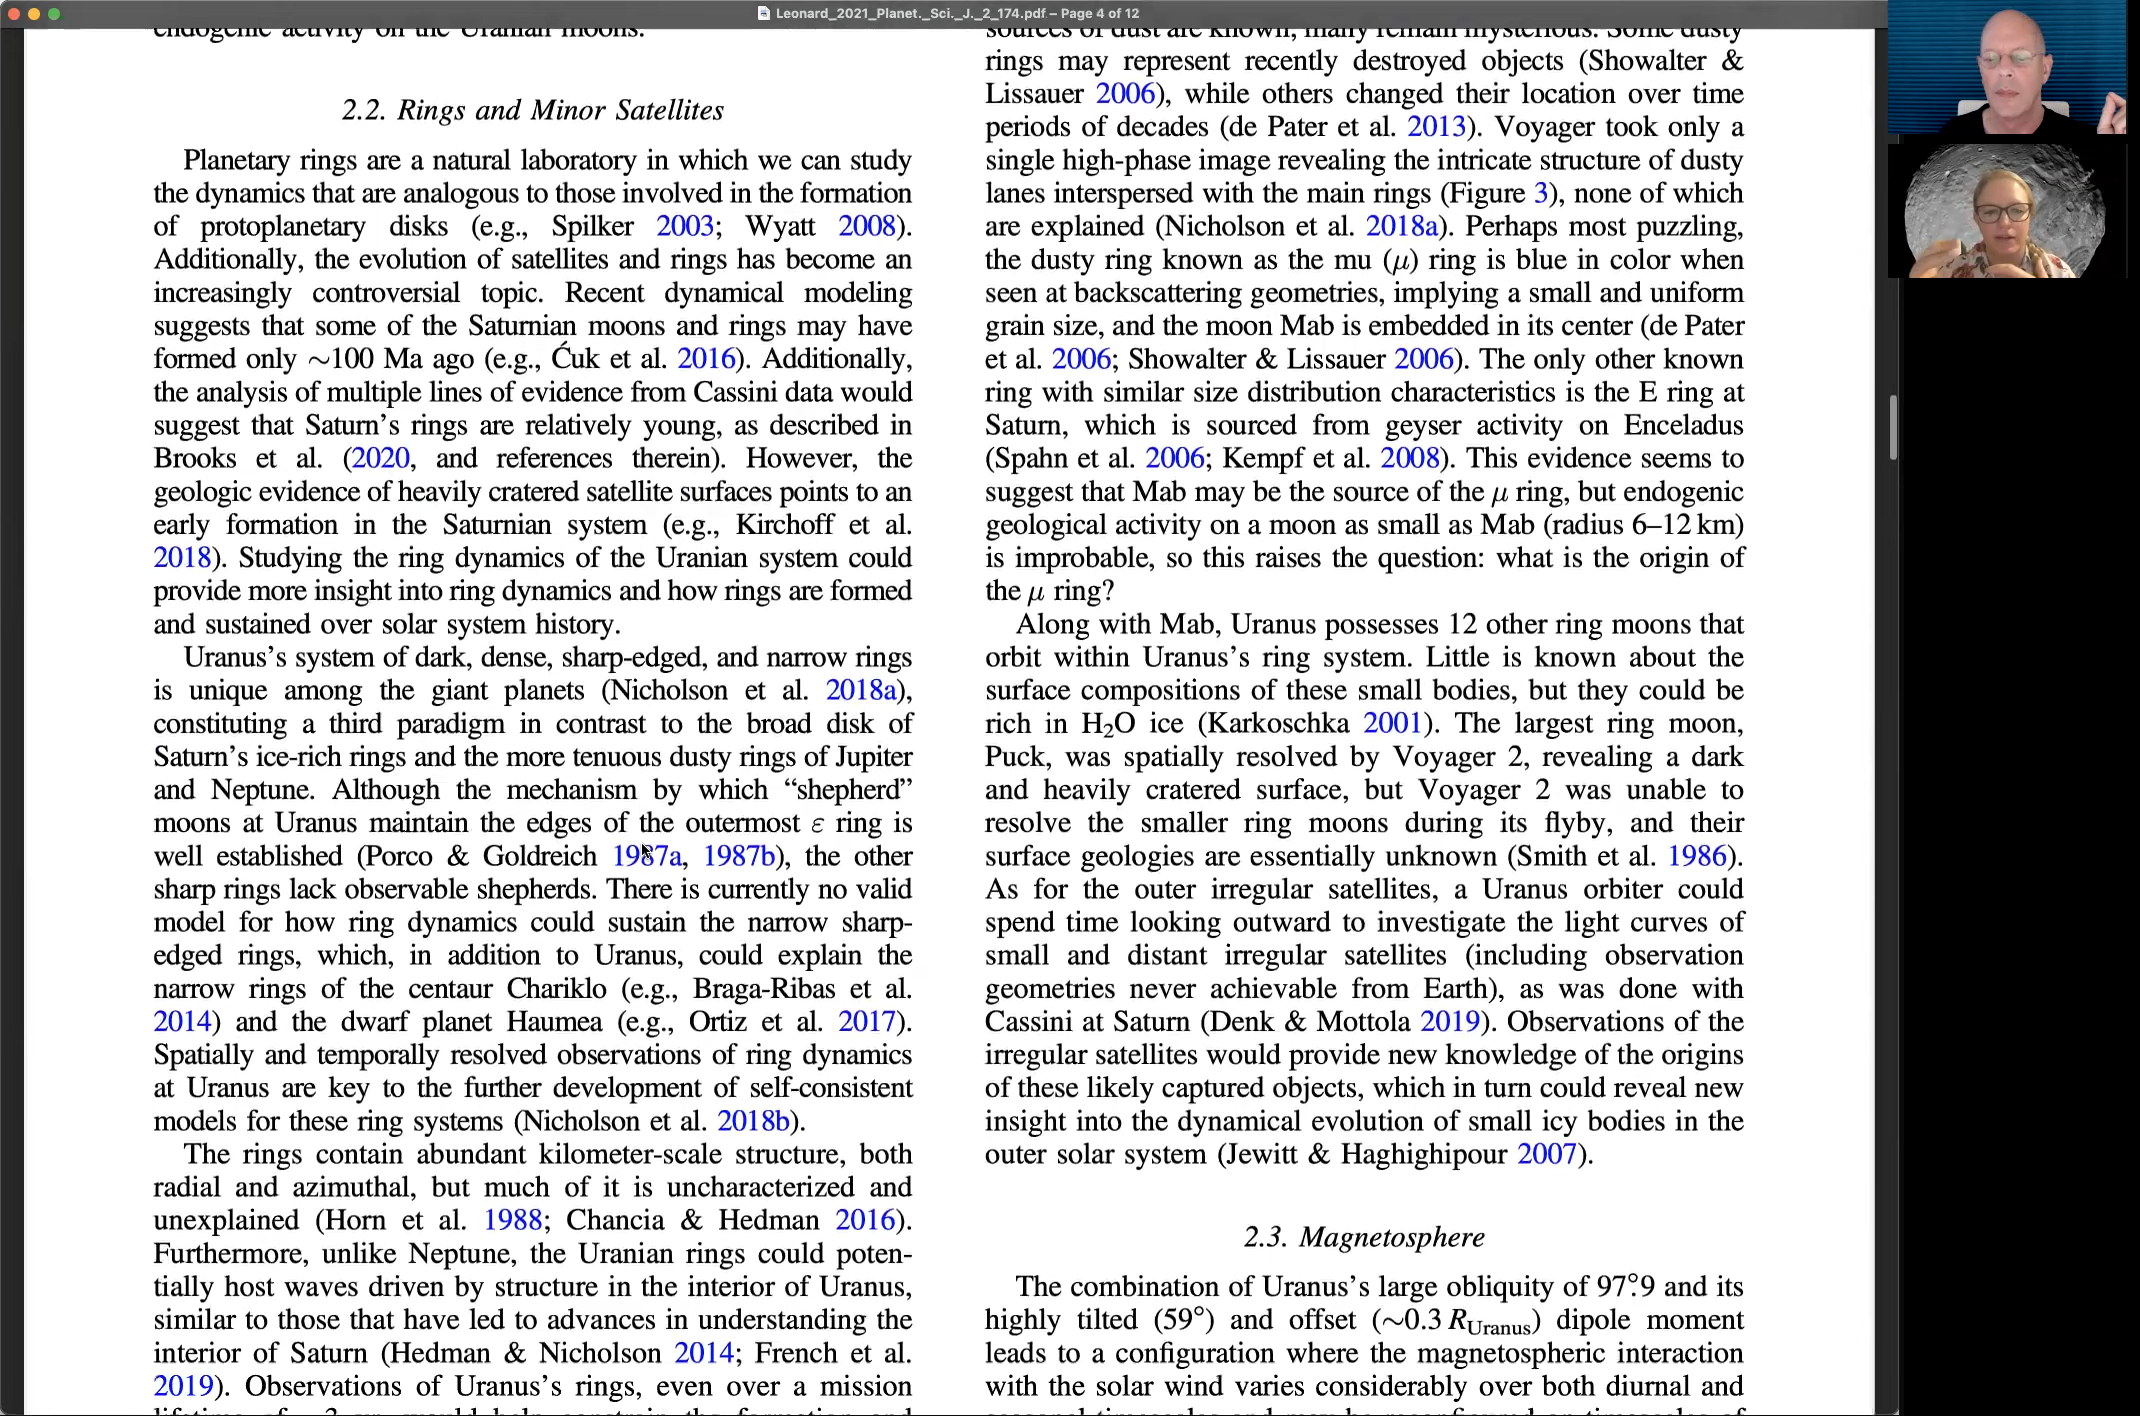 Leonard_2021_Planet._Sci._J._2_174.pdf – Page 4 of 12
endogenic activity on the Uranian moons.
2.2. Rings and Minor Satellites
Planetary rings are a natural laboratory in which we can study
the dynamics that are analogous to those involved in the formation
of protoplanetary disks (e.g., Spilker 2003; Wyatt 2008).
Additionally, the evolution of satellites and rings has become an
increasingly controversial topic. Recent dynamical modeling
suggests that some of the Saturnian moons and rings may have
formed only ∼100 Ma ago (e.g., Ćuk et al. 2016). Additionally,
the analysis of multiple lines of evidence from Cassini data would
suggest that Saturn's rings are relatively young, as described in
Brooks et al. (2020, and references therein). However, the
geologic evidence of heavily cratered satellite surfaces points to an
early formation in the Saturnian system (e.g., Kirchoff et al.
2018). Studying the ring dynamics of the Uranian system could
provide more insight into ring dynamics and how rings are formed
and sustained over solar system history.
Uranus's system of dark, dense, sharp-edged, and narrow rings
is unique among the giant planets (Nicholson et al. 2018a),
constituting a third paradigm in contrast to the broad disk of
Saturn's ice-rich rings and the more tenuous dusty rings of Jupiter
and Neptune. Although the mechanism by which “shepherd”
moons at Uranus maintain the edges of the outermost ε ring is
well established (Porco & Goldreich 1987a, 1987b), the other
sharp rings lack observable shepherds. There is currently no valid
model for how ring dynamics could sustain the narrow sharp-
edged rings, which, in addition to Uranus, could explain the
narrow rings of the centaur Chariklo (e.g., Braga-Ribas et al.
2014) and the dwarf planet Haumea (e.g., Ortiz et al. 2017).
Spatially and temporally resolved observations of ring dynamics
at Uranus are key to the further development of self-consistent
models for these ring systems (Nicholson et al. 2018b).
The rings contain abundant kilometer-scale structure, both
radial and azimuthal, but much of it is uncharacterized and
unexplained (Horn et al. 1988; Chancia & Hedman 2016).
Furthermore, unlike Neptune, the Uranian rings could poten-
tially host waves driven by structure in the interior of Uranus,
similar to those that have led to advances in understanding the
interior of Saturn (Hedman & Nicholson 2014; French et al.
2019). Observations of Uranus's rings, even over a mission
sources of dust are known, many remain mysterious. Some dusty
rings may represent recently destroyed objects (Showalter &
Lissauer 2006), while others changed their location over time
periods of decades (de Pater et al. 2013). Voyager took only a
single high-phase image revealing the intricate structure of dusty
lanes interspersed with the main rings (Figure 3), none of which
are explained (Nicholson et al. 2018a). Perhaps most puzzling,
the dusty ring known as the mu (μ) ring is blue in color when
seen at backscattering geometries, implying a small and uniform
grain size, and the moon Mab is embedded in its center (de Pater
et al. 2006; Showalter & Lissauer 2006). The only other known
ring with similar size distribution characteristics is the E ring at
Saturn, which is sourced from geyser activity on Enceladus
(Spahn et al. 2006; Kempf et al. 2008). This evidence seems to
suggest that Mab may be the source of the μ ring, but endogenic
geological activity on a moon as small as Mab (radius 6–12 km)
is improbable, so this raises the question: what is the origin of
the μ ring?
Along with Mab, Uranus possesses 12 other ring moons that
orbit within Uranus's ring system. Little is known about the
surface compositions of these small bodies, but they could be
rich in H₂O ice (Karkoschka 2001). The largest ring moon,
Puck, was spatially resolved by Voyager 2, revealing a dark
and heavily cratered surface, but Voyager 2 was unable to
resolve the smaller ring moons during its flyby, and their
surface geologies are essentially unknown (Smith et al. 1986).
As for the outer irregular satellites, a Uranus orbiter could
spend time looking outward to investigate the light curves of
small and distant irregular satellites (including observation
geometries never achievable from Earth), as was done with
Cassini at Saturn (Denk & Mottola 2019). Observations of the
irregular satellites would provide new knowledge of the origins
of these likely captured objects, which in turn could reveal new
insight into the dynamical evolution of small icy bodies in the
outer solar system (Jewitt & Haghighipour 2007).
2.3. Magnetosphere
The combination of Uranus's large obliquity of 97°.9 and its
highly tilted (59°) and offset (∼0.3 R Uranus) dipole moment
leads to a configuration where the magnetospheric interaction
with the solar wind varies considerably over both diurnal and